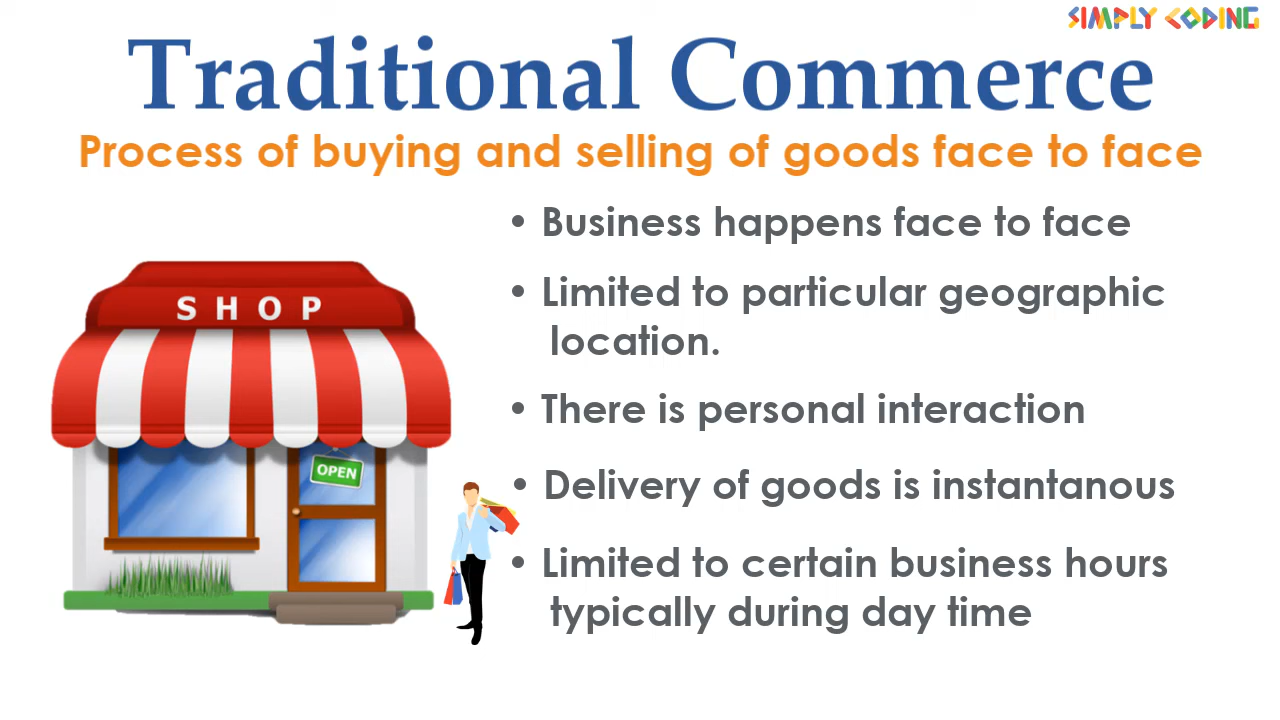 SIMPLY CODING
Traditional Commerce
Process of buying and selling of goods face to face
• Business happens face to face
• Limited to particular geographic
location.
• There is personal interaction
• Delivery of goods is instantanous
• Limited to certain business hours
typically during day time
SHOP
OPEN